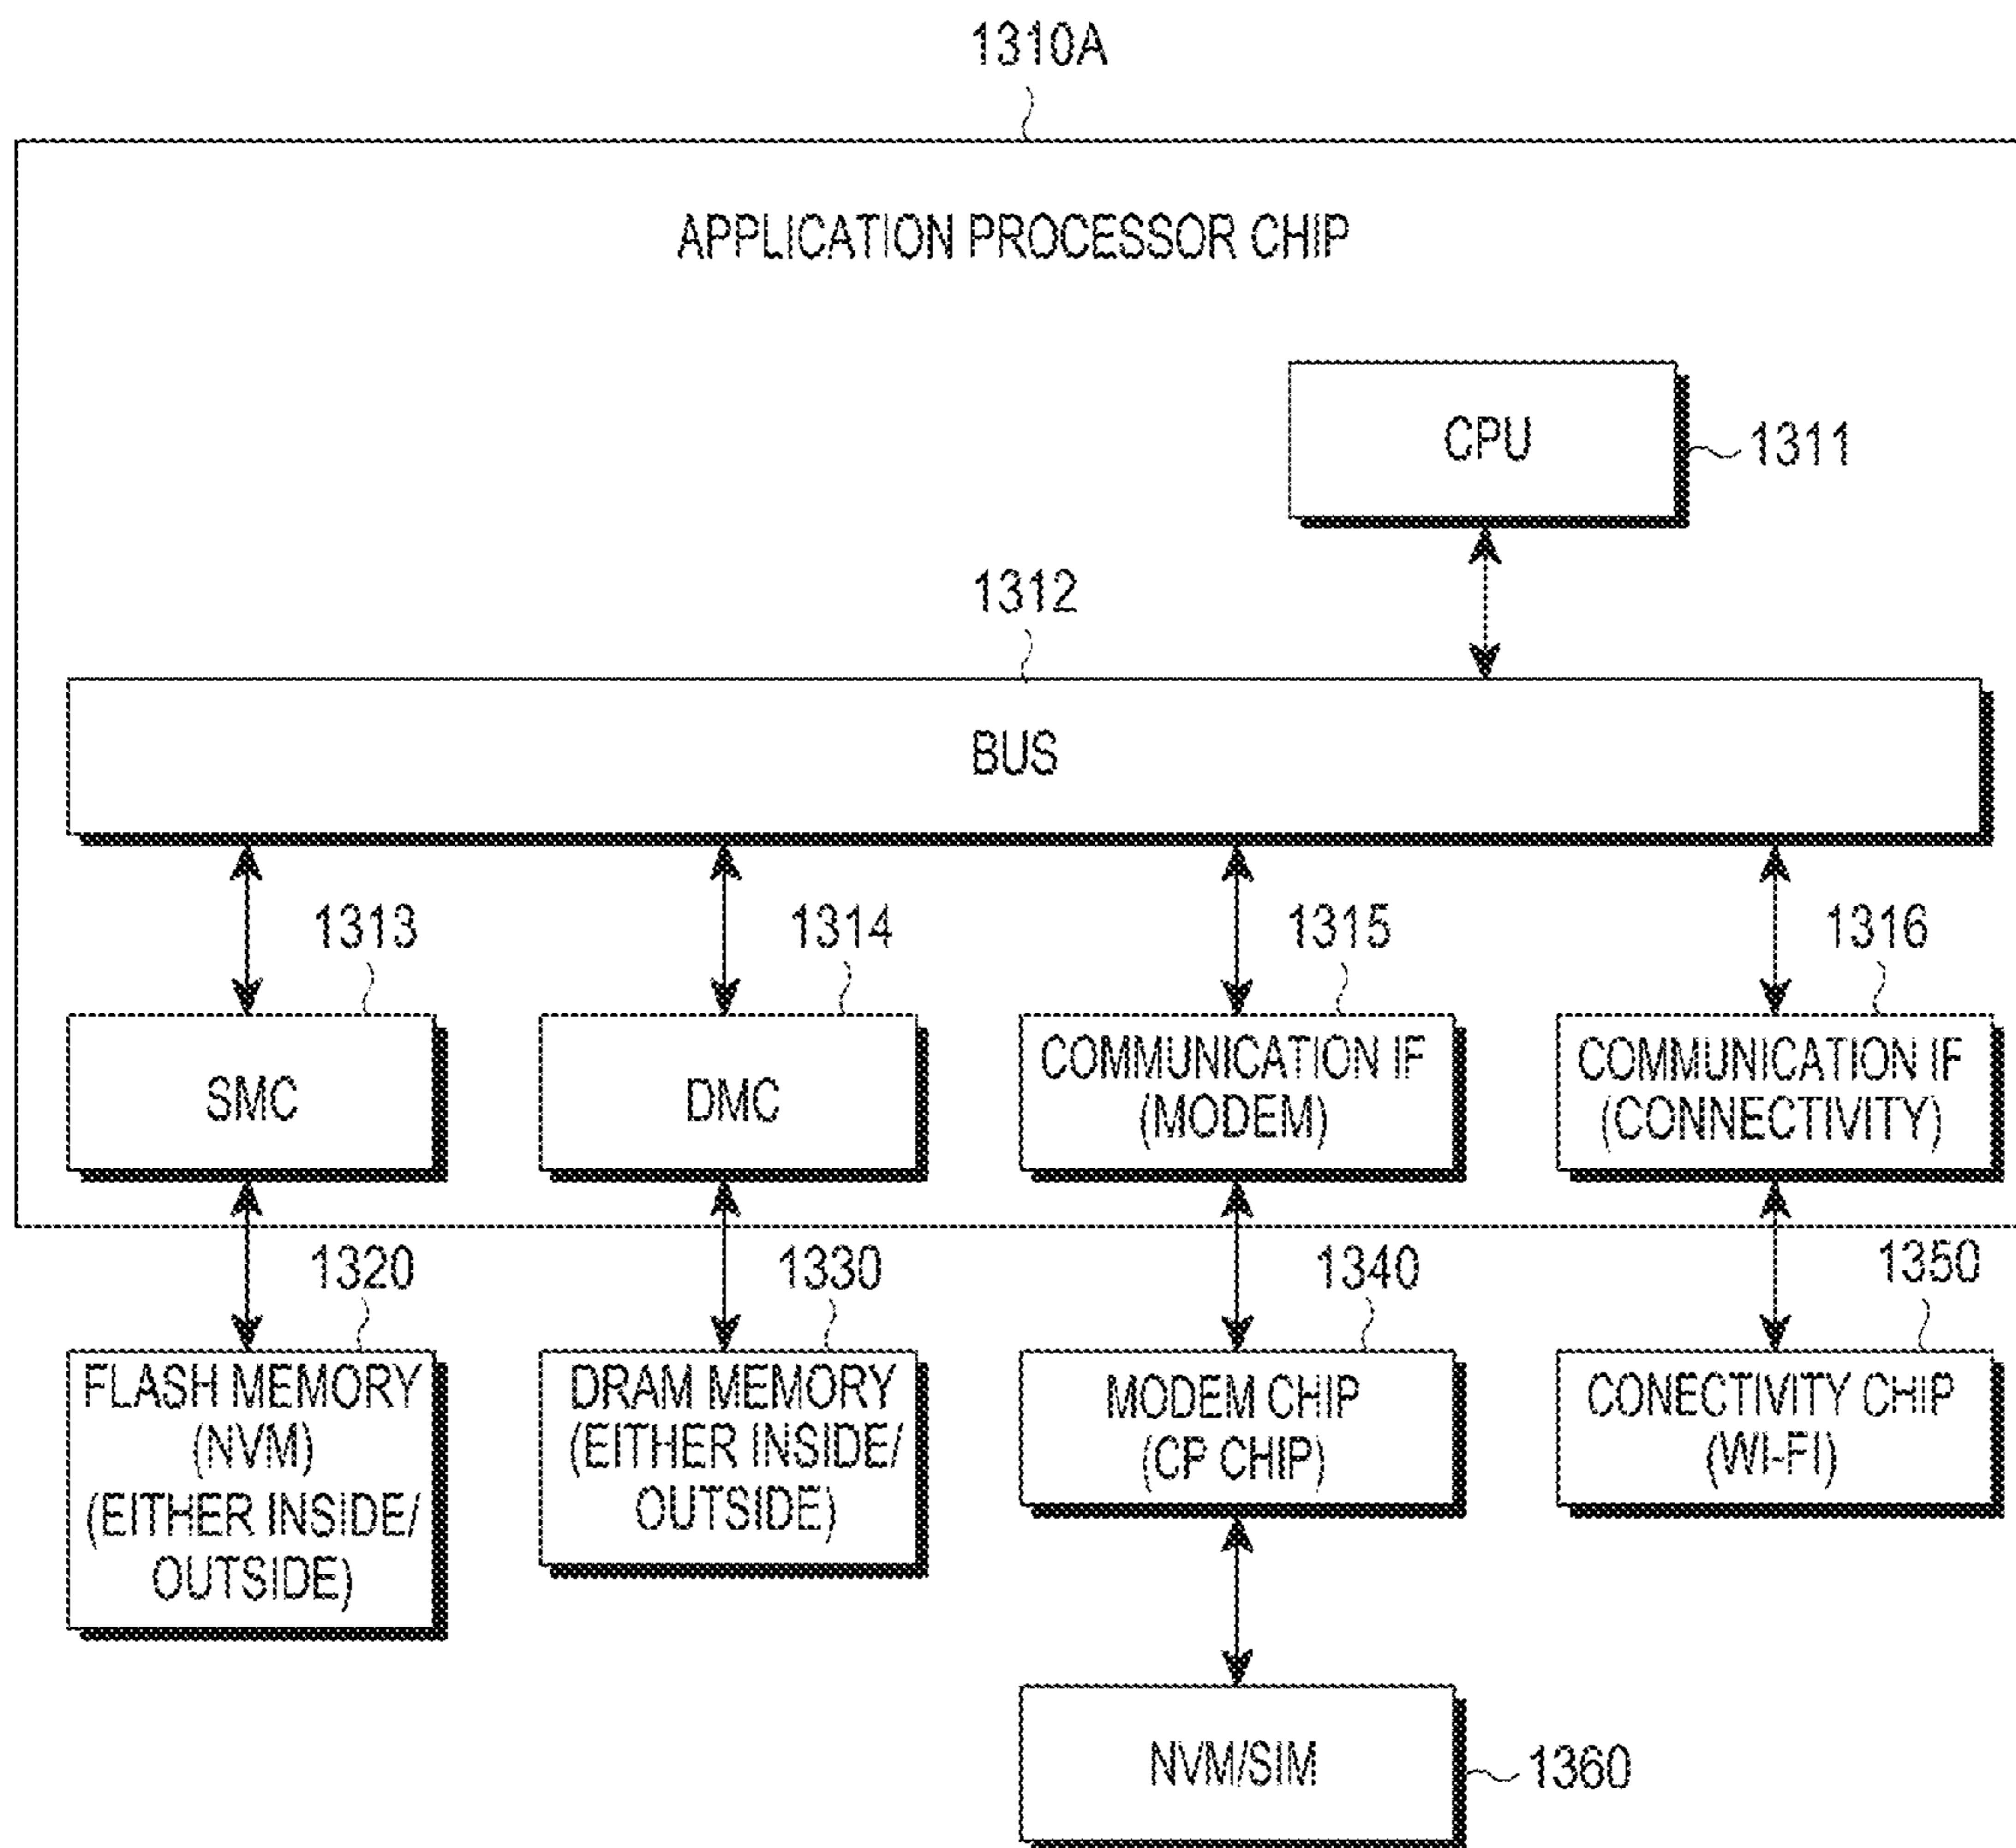 1310A
APPLICATION PROCESSOR CHIP
CPU
1311
1312
BUS
1313
1314
1315
1316
SMC
DMC
COMMUNICATION IF
(MODEM)
COMMUNICATION IF
(CONNECTIVITY)
1320
1330
1340
1350
FLASH MEMORY
(NVM)
(EITHER INSIDE/
OUTSIDE)
DRAM MEMORY
(EITHER INSIDE/
OUTSIDE)
MODEM CHIP
(CP CHIP)
CONECTIVITY CHIP
(WI-FI)
NVM/SIM
1360